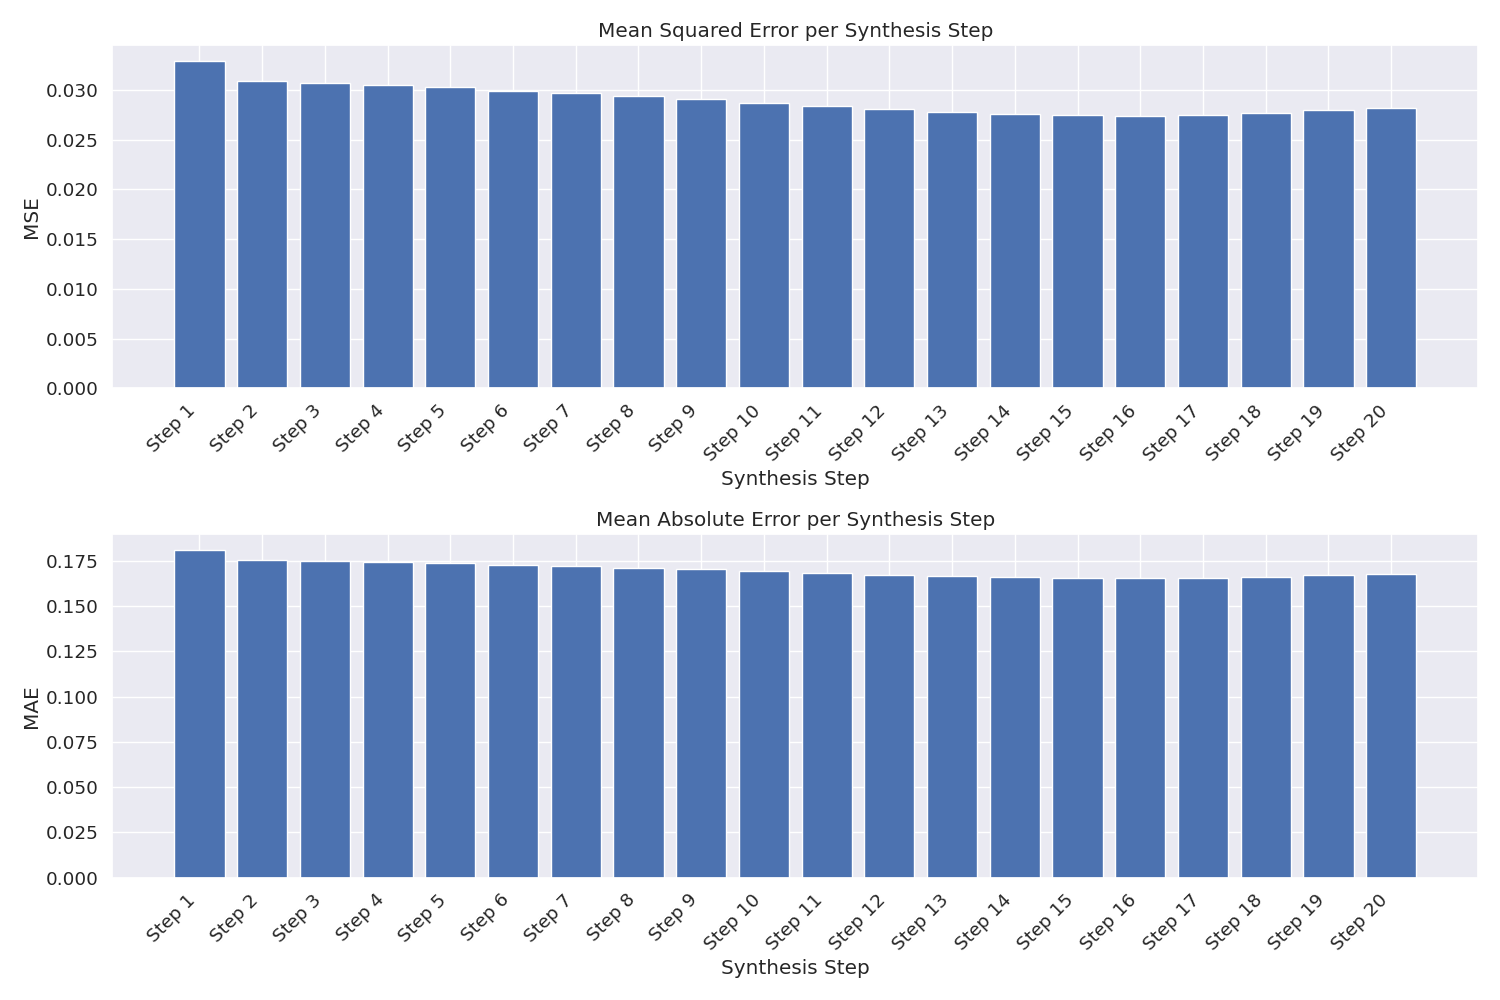 Mean Squared Error per Synthesis Step
MSE
0.030
0.025
0.020
0.015
0.010
0.005
0.000
Step 1
Step 2
Step 3
Step 4
Step 5
Step 6
Step 7
Step 8
Step 9
Step 10
Step 11
Step 12
Step 13
Step 14
Step 15
Step 16
Step 17
Step 18
Step 19
Step 20
Synthesis Step
Mean Absolute Error per Synthesis Step
MAE
0.175
0.150
0.125
0.100
0.075
0.050
0.025
0.000
Step 1
Step 2
Step 3
Step 4
Step 5
Step 6
Step 7
Step 8
Step 9
Step 10
Step 11
Step 12
Step 13
Step 14
Step 15
Step 16
Step 17
Step 18
Step 19
Step 20
Synthesis Step